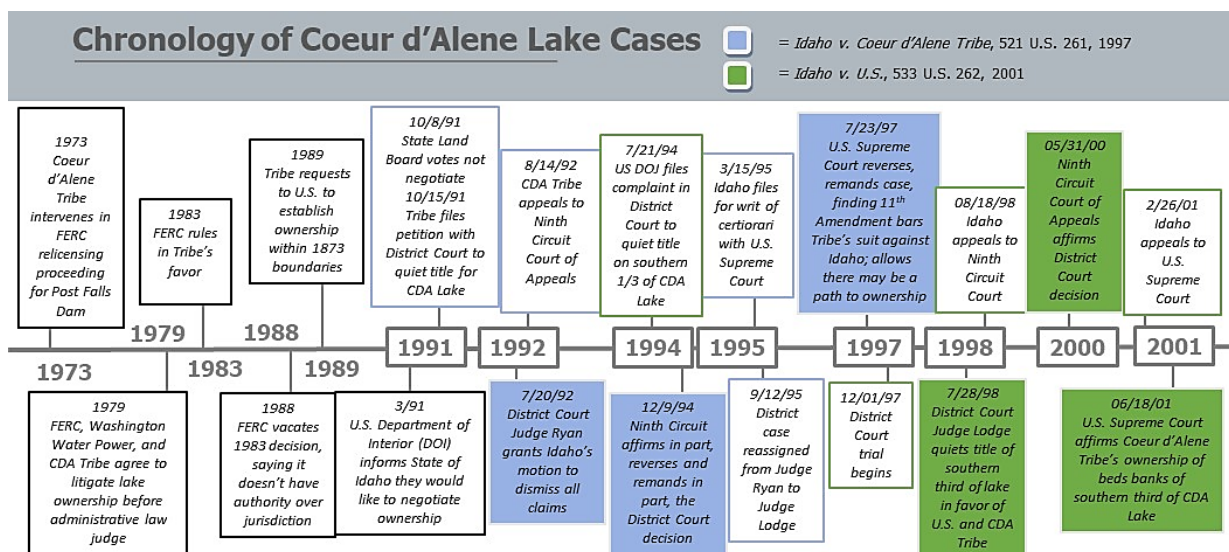 Chronology of Coeur d'Alene Lake Cases
= Idaho v. Coeur d'Alene Tribe, 521 U.S. 261, 1997
= Idaho v. U.S., 533 U.S. 262, 2001
1973
Coeur
d'Alene
Tribe
intervenes in
FERC
relicensing
proceeding
for Post Falls
Dam
1983
FERC rules
in Tribe's
favor
1989
Tribe requests
to U.S. to
establish
ownership
within 1873
boundaries
10/8/91
State Land
Board votes not
negotiate
10/15/91
Tribe files
petition with
District Court to
quiet title for
CDA Lake
8/14/92
CDA Tribe
appeals to
Ninth
Circuit
Court of
Appeals
7/21/94
US DOJ files
complaint in
District
Court to
quiet title
on southern
1/3 of CDA
Lake
3/15/95
Idaho files
for writ of
certiorari
with U.S.
Supreme
Court
7/23/97
U.S. Supreme
Court reverses,
remands case,
finding 11th
Amendment bars
Tribe's suit against
Idaho; allows
there may be a
path to ownership
08/18/98
Idaho
appeals to
Ninth
Circuit
Court
05/31/00
Ninth
Circuit
Court of
Appeals
affirms
District
Court
decision
2/26/01
Idaho
appeals to
U.S.
Supreme
Court
1973
1979
1983
1988
1989
1991
1992
1994
1995
1997
1998
2000
2001
1979
FERC, Washington
Water Power, and
CDA Tribe agree to
litigate lake
ownership before
administrative law
judge
1988
FERC vacates
1983 decision,
saying it
doesn't have
authority over
jurisdiction
3/91
U.S. Department of
Interior (DOI)
informs State of
Idaho they would
like to negotiate
ownership
7/20/92
District Court
Judge Ryan
grants Idaho's
motion to
dismiss all
claims
12/9/94
Ninth Circuit
affirms in part,
reverses and
remands in
part, the
District Court
decision
9/12/95
District
case
reassigned
from Judge
Ryan to
Judge
Lodge
12/01/97
District
Court
trial
begins
7/28/98
District Court
Judge Lodge
quiets title of
southern
third of lake
in favor of
U.S. and CDA
Tribe
06/18/01
U.S. Supreme Court
affirms Coeur d'Alene
Tribe's ownership of
beds banks of
southern third of CDA
Lake